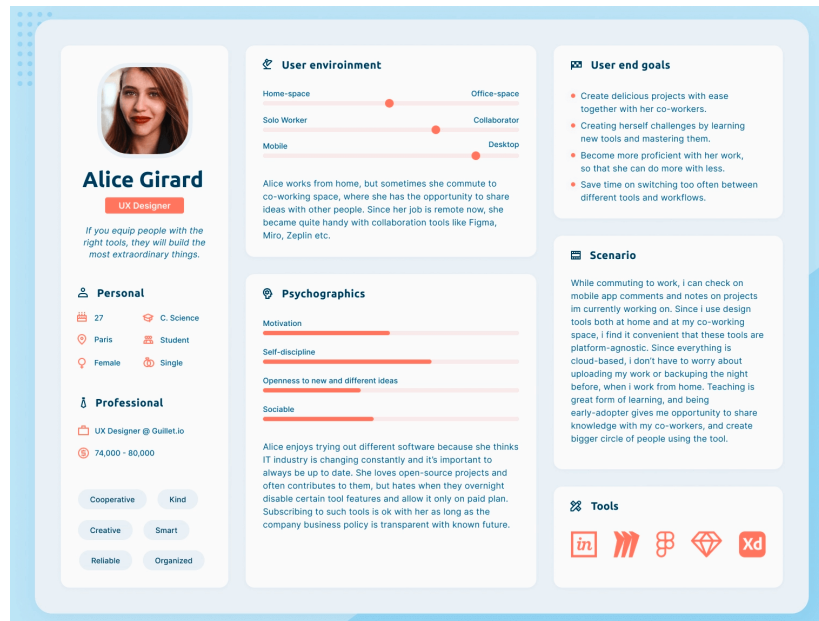 Alice Girard
UX Designer
If you equip people with the
right tools, they will build the
most extraordinary things.
Personal
27
C. Science
Paris
Student
Female
Single
Professional
UX Designer @ Guillet.io
74,000 - 80,000
Cooperative
Kind
Creative
Smart
Reliable
Organized
User enviroinment
Home-space
Office-space
Solo Worker
Collaborator
Mobile
Desktop
Alice works from home, but sometimes she commute to
co-working space, where she has the opportunity to share
ideas with other people. Since her job is remote now, she
became quite handy with collaboration tools like Figma,
Miro, Zeplin etc.
Psychographics
Motivation
Self-discipline
Openness to new and different ideas
Sociable
Alice enjoys trying out different software because she thinks
IT industry is changing constantly and it's important to
always be up to date. She loves open-source projects and
often contributes to them, but hates when they overnight
disable certain tool features and allow it only on paid plan.
Subscribing to such tools is ok with her as long as the
company business policy is transparent with known future.
User end goals
Create delicious projects with ease
together with her co-workers.
Creating herself challenges by learning
new tools and mastering them.
Become more proficient with her work,
so that she can do more with less.
Save time on switching too often between
different tools and workflows.
Scenario
While commuting to work, i can check on
mobile app comments and notes on projects
im currently working on. Since i use design
tools both at home and at my co-working
space, i find it convenient that these tools are
platform-agnostic. Since everything is
cloud-based, i don't have to worry about
uploading my work or backuping the night
before, when i work from home. Teaching is
great form of learning, and being
early-adopter gives me opportunity to share
knowledge with my co-workers, and create
bigger circle of people using the tool.
Tools
in
Xd